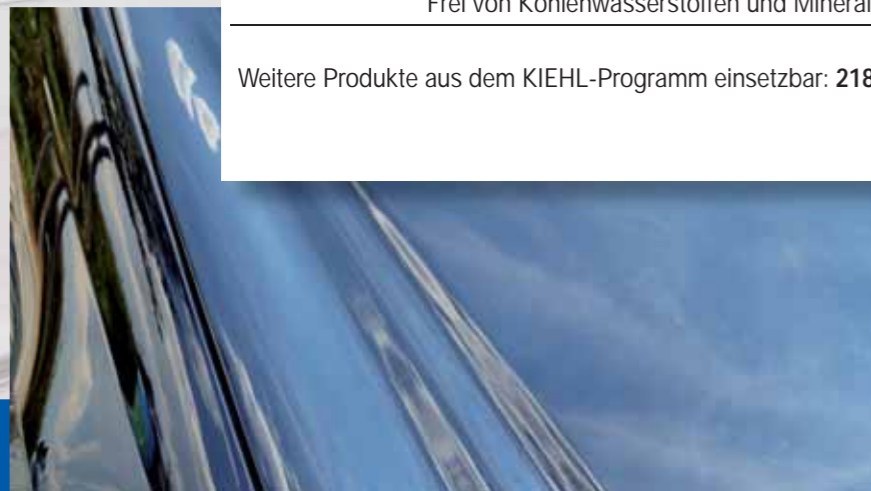 Frei von Kohlenwasserstoffen und Mineral
Weitere Produkte aus dem KIEHL-Programm einsetzbar: 218